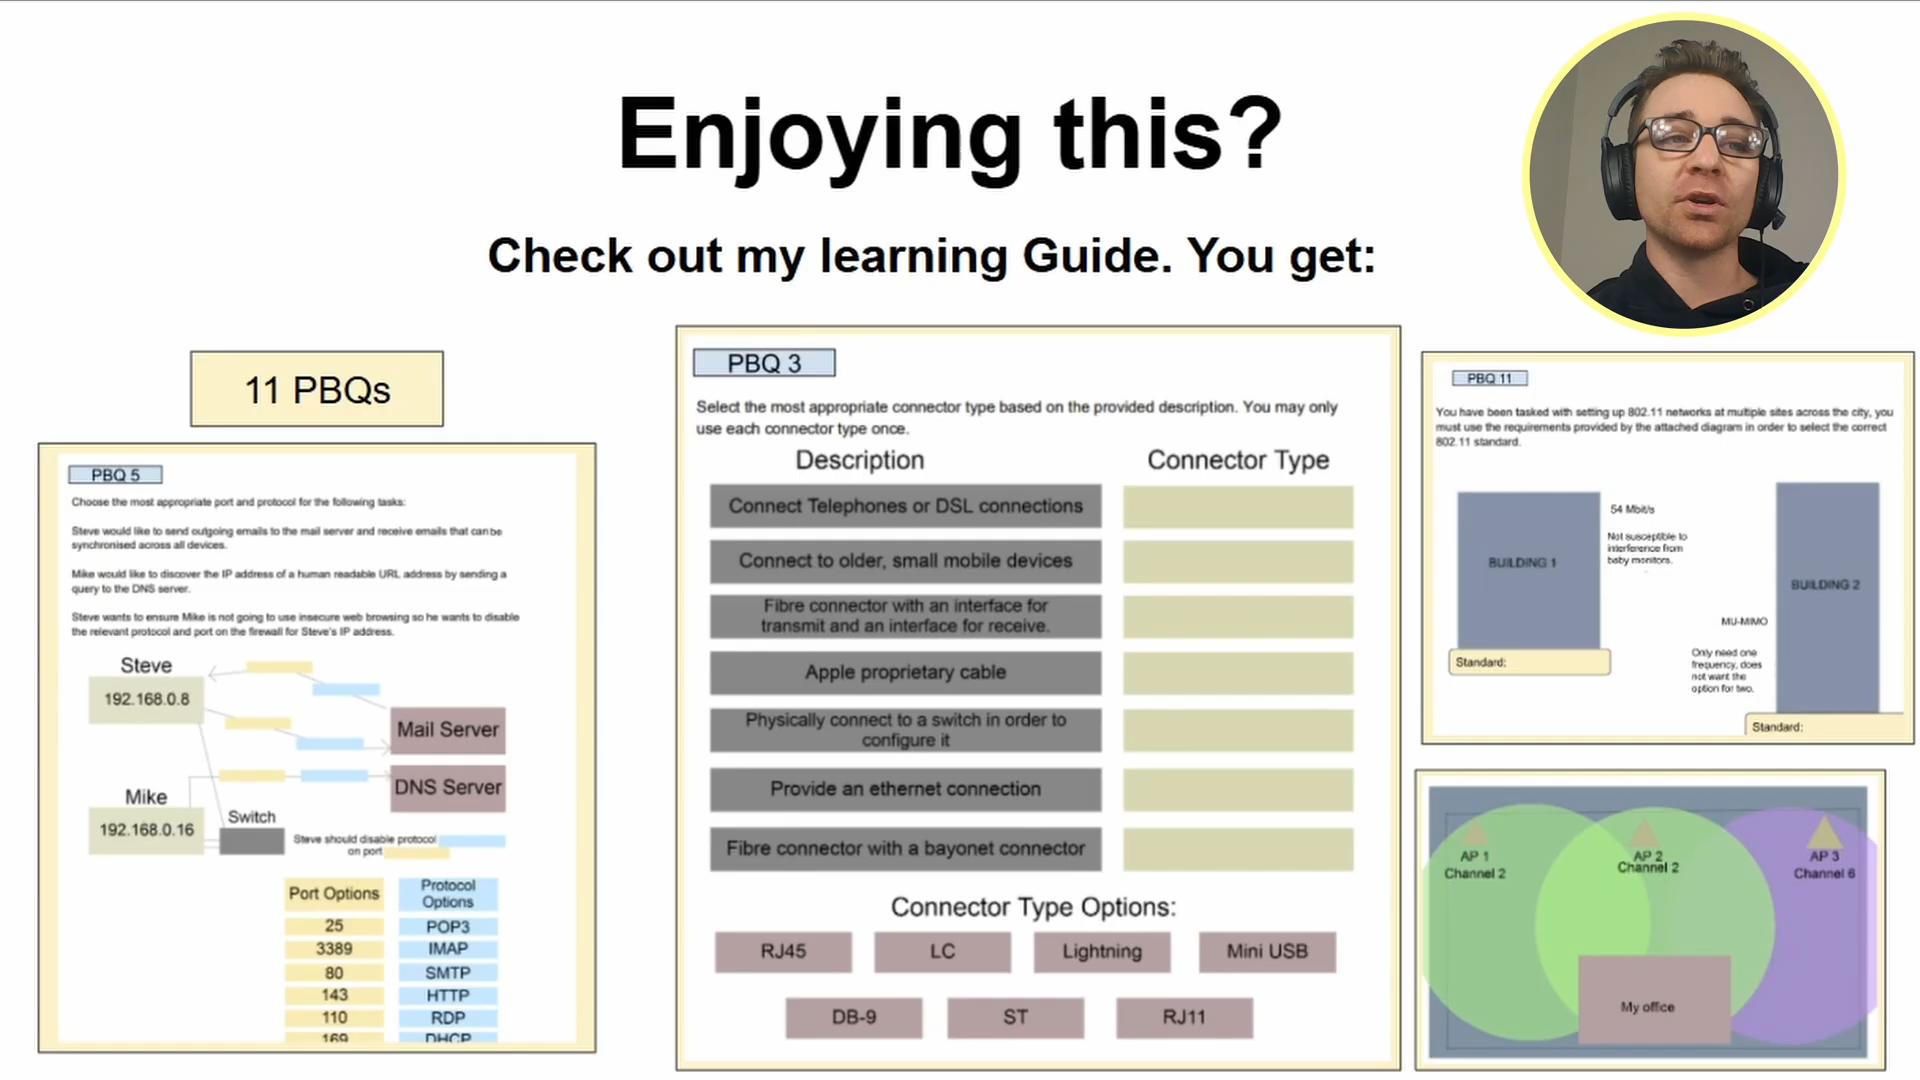 Enjoying this?
Check out my learning Guide. You get:
11 PBQs
PBQ 5
Choose the most appropriate port and protocol for the following tasks:
Steve would like to send outgoing emails to the mail server and receive emails that can be
synchronised across all devices.
Mike would like to discover the IP address of a human readable URL address by sending a
query to the DNS server.
Steve wants to ensure Mike is not going to use insecure web browsing so he wants to disable
the relevant protocol and port on the firewall for Steve's IP address.
Steve
192.168.0.8
Mail Server
DNS Server
Mike
192.168.0.16
Switch
Steve should disable protocol
on port
Port Options
Protocol
Options
25
POP3
3389
IMAP
80
SMTP
143
HTTP
110
RDP
169
DHCP
PBQ 3
Select the most appropriate connector type based on the provided description. You may only
use each connector type once.
Description
Connector Type
Connect Telephones or DSL connections
Connect to older, small mobile devices
Fibre connector with an interface for
transmit and an interface for receive.
Apple proprietary cable
Physically connect to a switch in order to
configure it
Provide an ethernet connection
Fibre connector with a bayonet connector
Connector Type Options:
RJ45
LC
Lightning
Mini USB
DB-9
ST
RJ11
PBQ 11
You have been tasked with setting up 802.11 networks at multiple sites across the city, you
must use the requirements provided by the attached diagram in order to select the correct
802.11 standard.
54 Mbit/s
Not susceptible to
interference from
baby monitors.
BUILDING 1
BUILDING 2
MU-MIMO
Only need one
frequency, does
not want the
option for two.
Standard:
Standard:
AP 1
Channel 2
AP 2
Channel 2
AP 3
Channel 6
My office